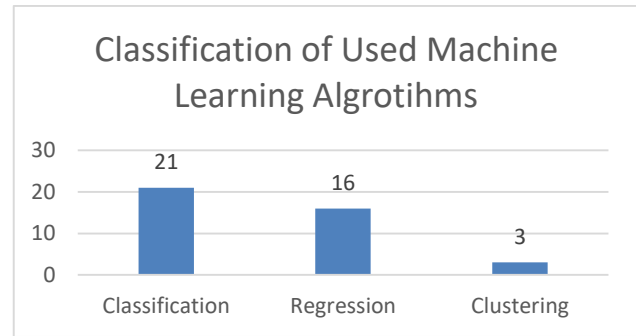 Classification of Used Machine
Learning Algrotihms
30
20
10
0
21
16
3
Classification
Regression
Clustering